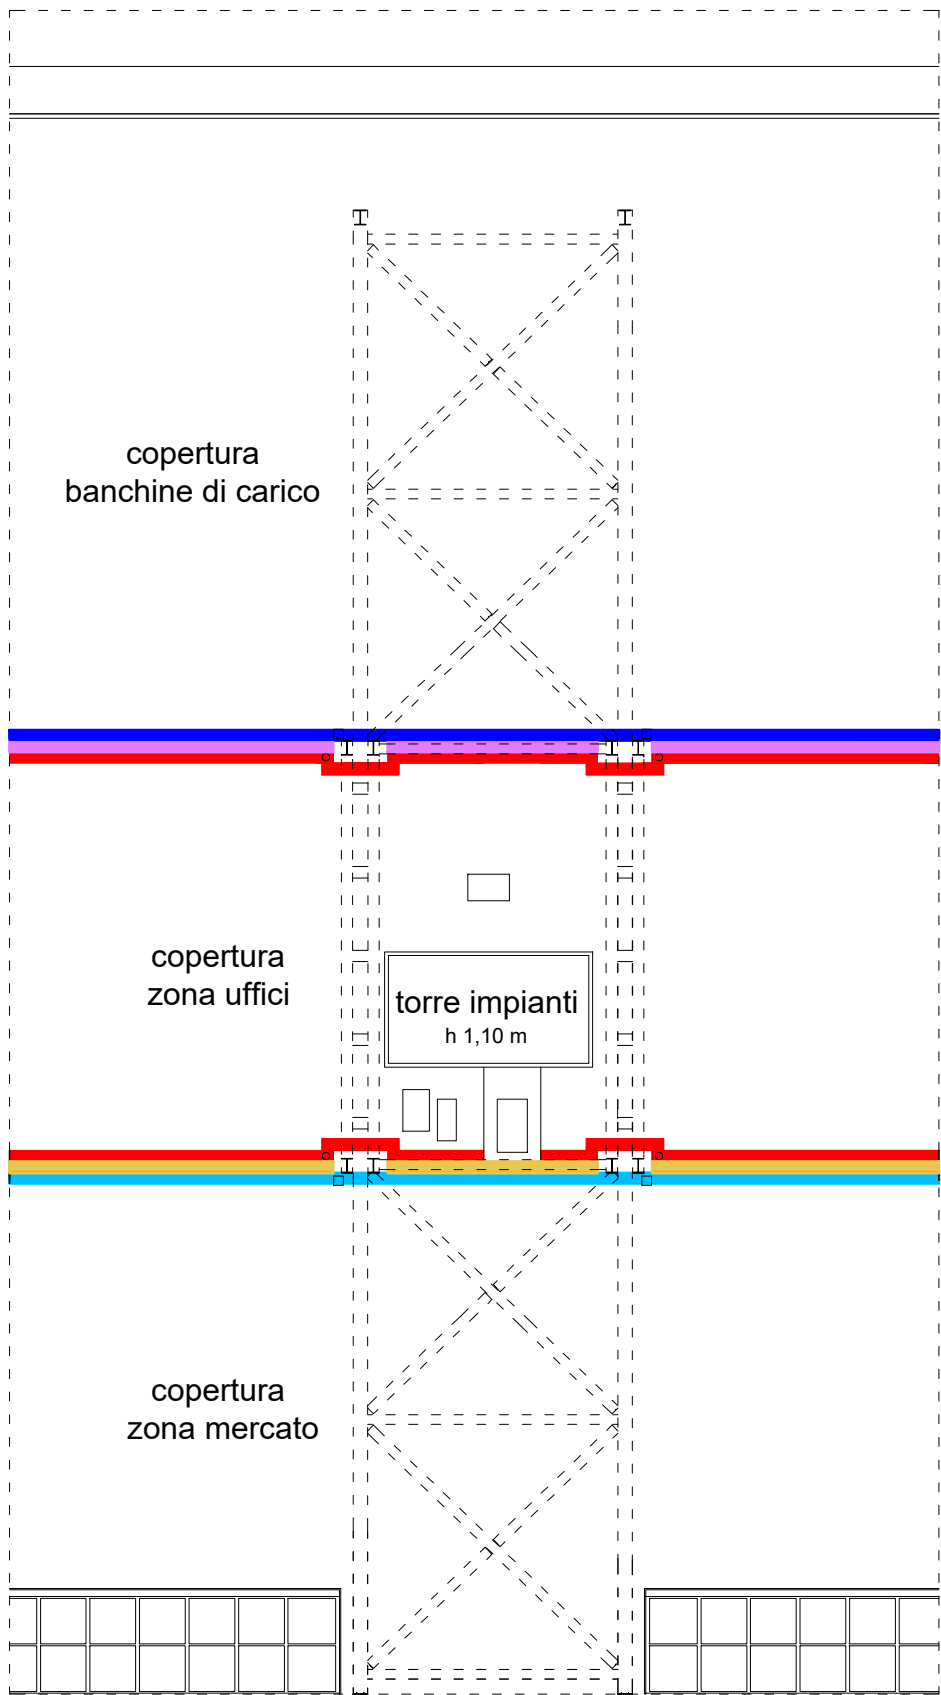 copertura
banchine di carico
copertura
zona uffici
torre impianti
h 1,10 m
copertura
zona mercato